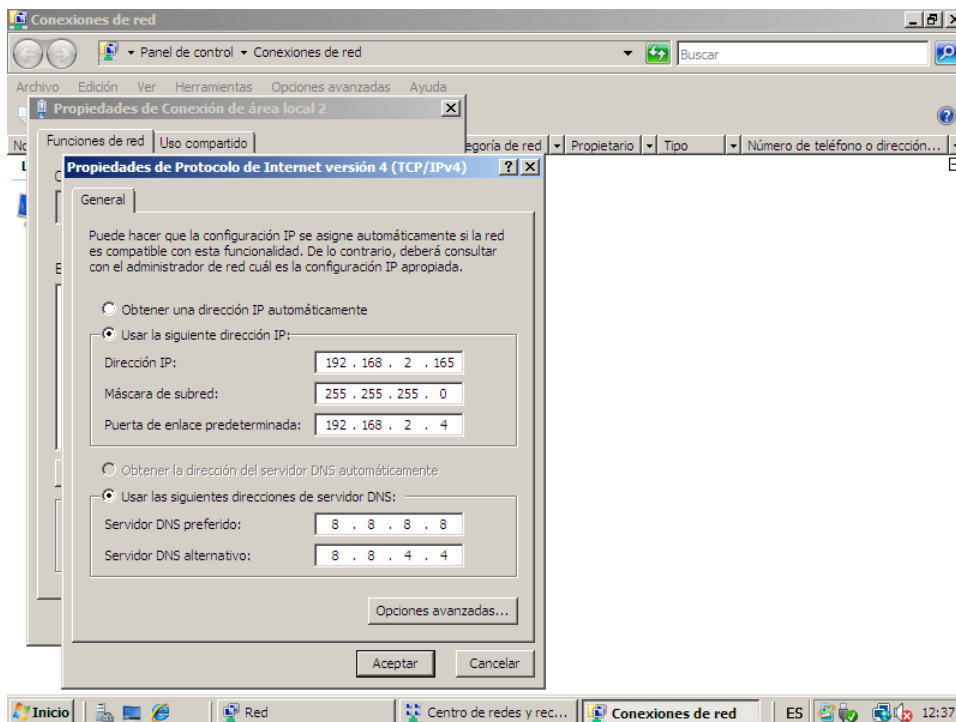 Conexiones de red
Panel de control Conexiones de red
Buscar
Archivo Edición Ver Herramientas Opciones avanzadas Ayuda
Propiedades de Conexión de área local 2
Funciones de red Uso compartido
egoría de red Propietario Tipo Número de teléfono o dirección...
Propiedades de Protocolo de Internet versión 4 (TCP/IPv4)
General
Puede hacer que la configuración IP se asigne automáticamente si la red
es compatible con esta funcionalidad. De lo contrario, deberá consultar
con el administrador de red cuál es la configuración IP apropiada.
Obtener una dirección IP automáticamente
Usar la siguiente dirección IP:
Dirección IP: 192 . 168 . 2 . 165
Máscara de subred: 255 . 255 . 255 . 0
Puerta de enlace predeterminada: 192 . 168 . 2 . 4
Obtener la dirección del servidor DNS automáticamente
Usar las siguientes direcciones de servidor DNS:
Servidor DNS preferido: 8 . 8 . 8 . 8
Servidor DNS alternativo: 8 . 8 . 4 . 4
Opciones avanzadas...
Aceptar Cancelar
Inicio Red Centro de redes y rec... Conexiones de red ES 12:37